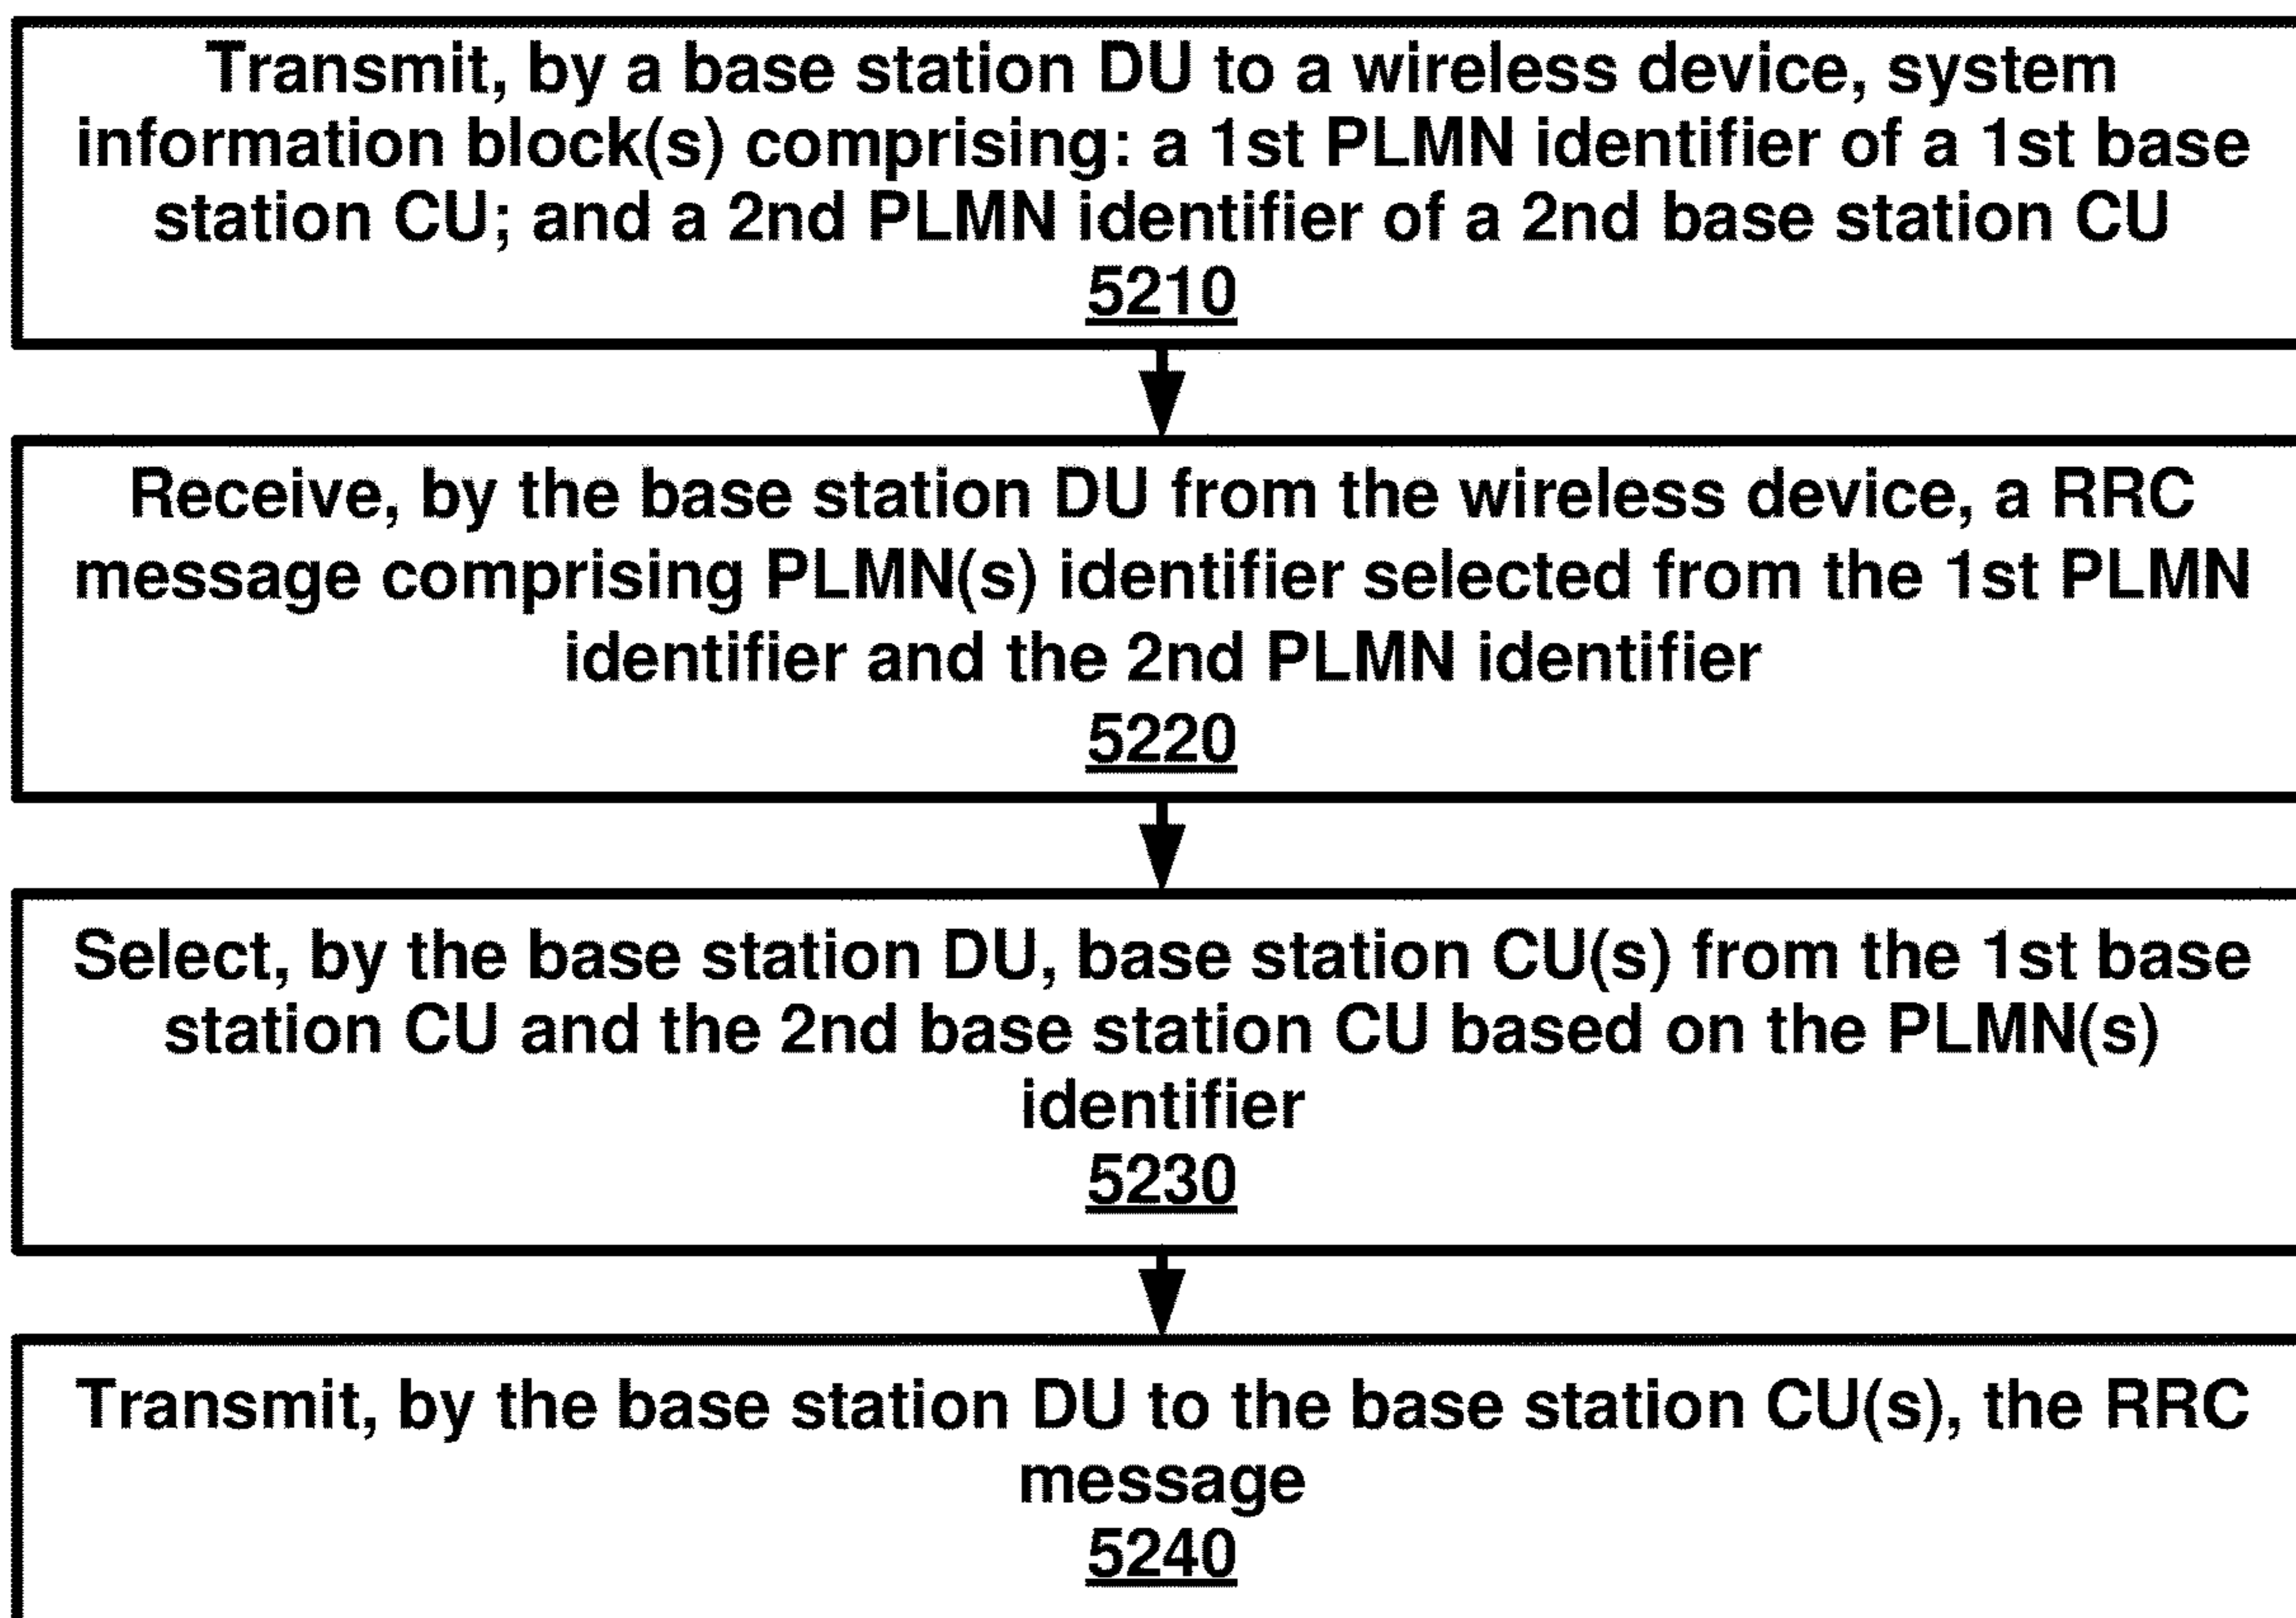 Transmit, by a base station DU to a wireless device, system
information block(s) comprising: a 1st PLMN identifier of a 1st base
station CU; and a 2nd PLMN identifier of a 2nd base station CU
5210
Receive, by the base station DU from the wireless device, a RRC
message comprising PLMN(s) identifier selected from the 1st PLMN
identifier and the 2nd PLMN identifier
5220
Select, by the base station DU, base station CU(s) from the 1st base
station CU and the 2nd base station CU based on the PLMN(s)
identifier
5230
Transmit, by the base station DU to the base station CU(s), the RRC
message
5240